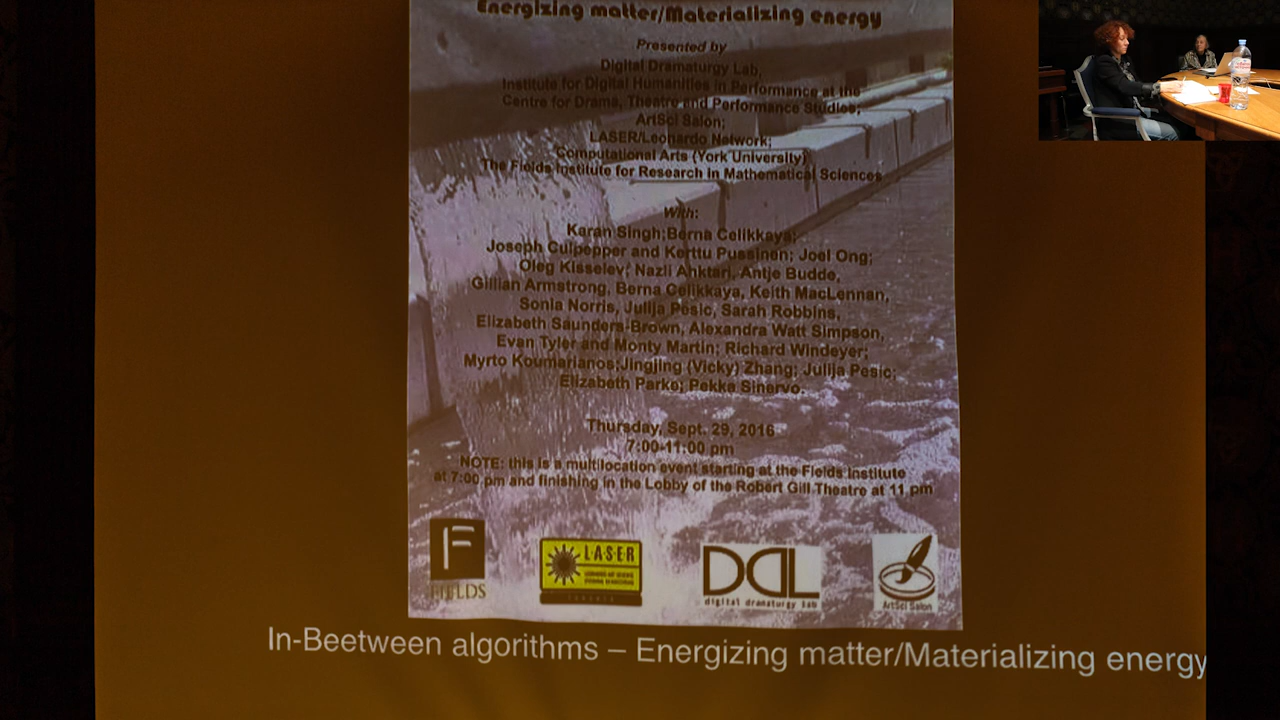 Energizing matter/Materializing energy
Presented by
Digital Dramaturgy Lab,
Institute for Digital Humanities in Performance at the
Centre for Drama, Theatre and Performance Studies;
ArtSci Salon;
LASER/Leonardo Network;
Computational Arts (York University)
The Fields Institute for Research in Mathematical Sciences
With:
Karan Singh;Berna Celikkaya;
Joseph Culpepper and Kerttu Pussinen; Joel Ong;
Oleg Kisselev; Nazli Ahktari, Antje Budde,
Gillian Armstrong, Berna Celikkaya, Keith MacLennan,
Sonia Norris, Julija Pesic, Sarah Robbins,
Elizabeth Saunders-Brown, Alexandra Watt Simpson,
Evan Tyler and Monty Martin; Richard Windeyer;
Myrto Koumarianos;Jingjing (Vicky) Zhang; Julija Pesic;
Elizabeth Parke; Pekka Sinervo.
Thursday, Sept. 29, 2016
7:00-11:00 pm
NOTE: this is a multilocation event starting at the Fields Institute
at 7:00 pm and finishing in the Lobby of the Robert Gill Theatre at 11 pm
F
FIELDS
LASER
DDL
digital dramaturgy lab
ArtSci Salon
In-Beetween algorithms – Energizing matter/Materializing energy